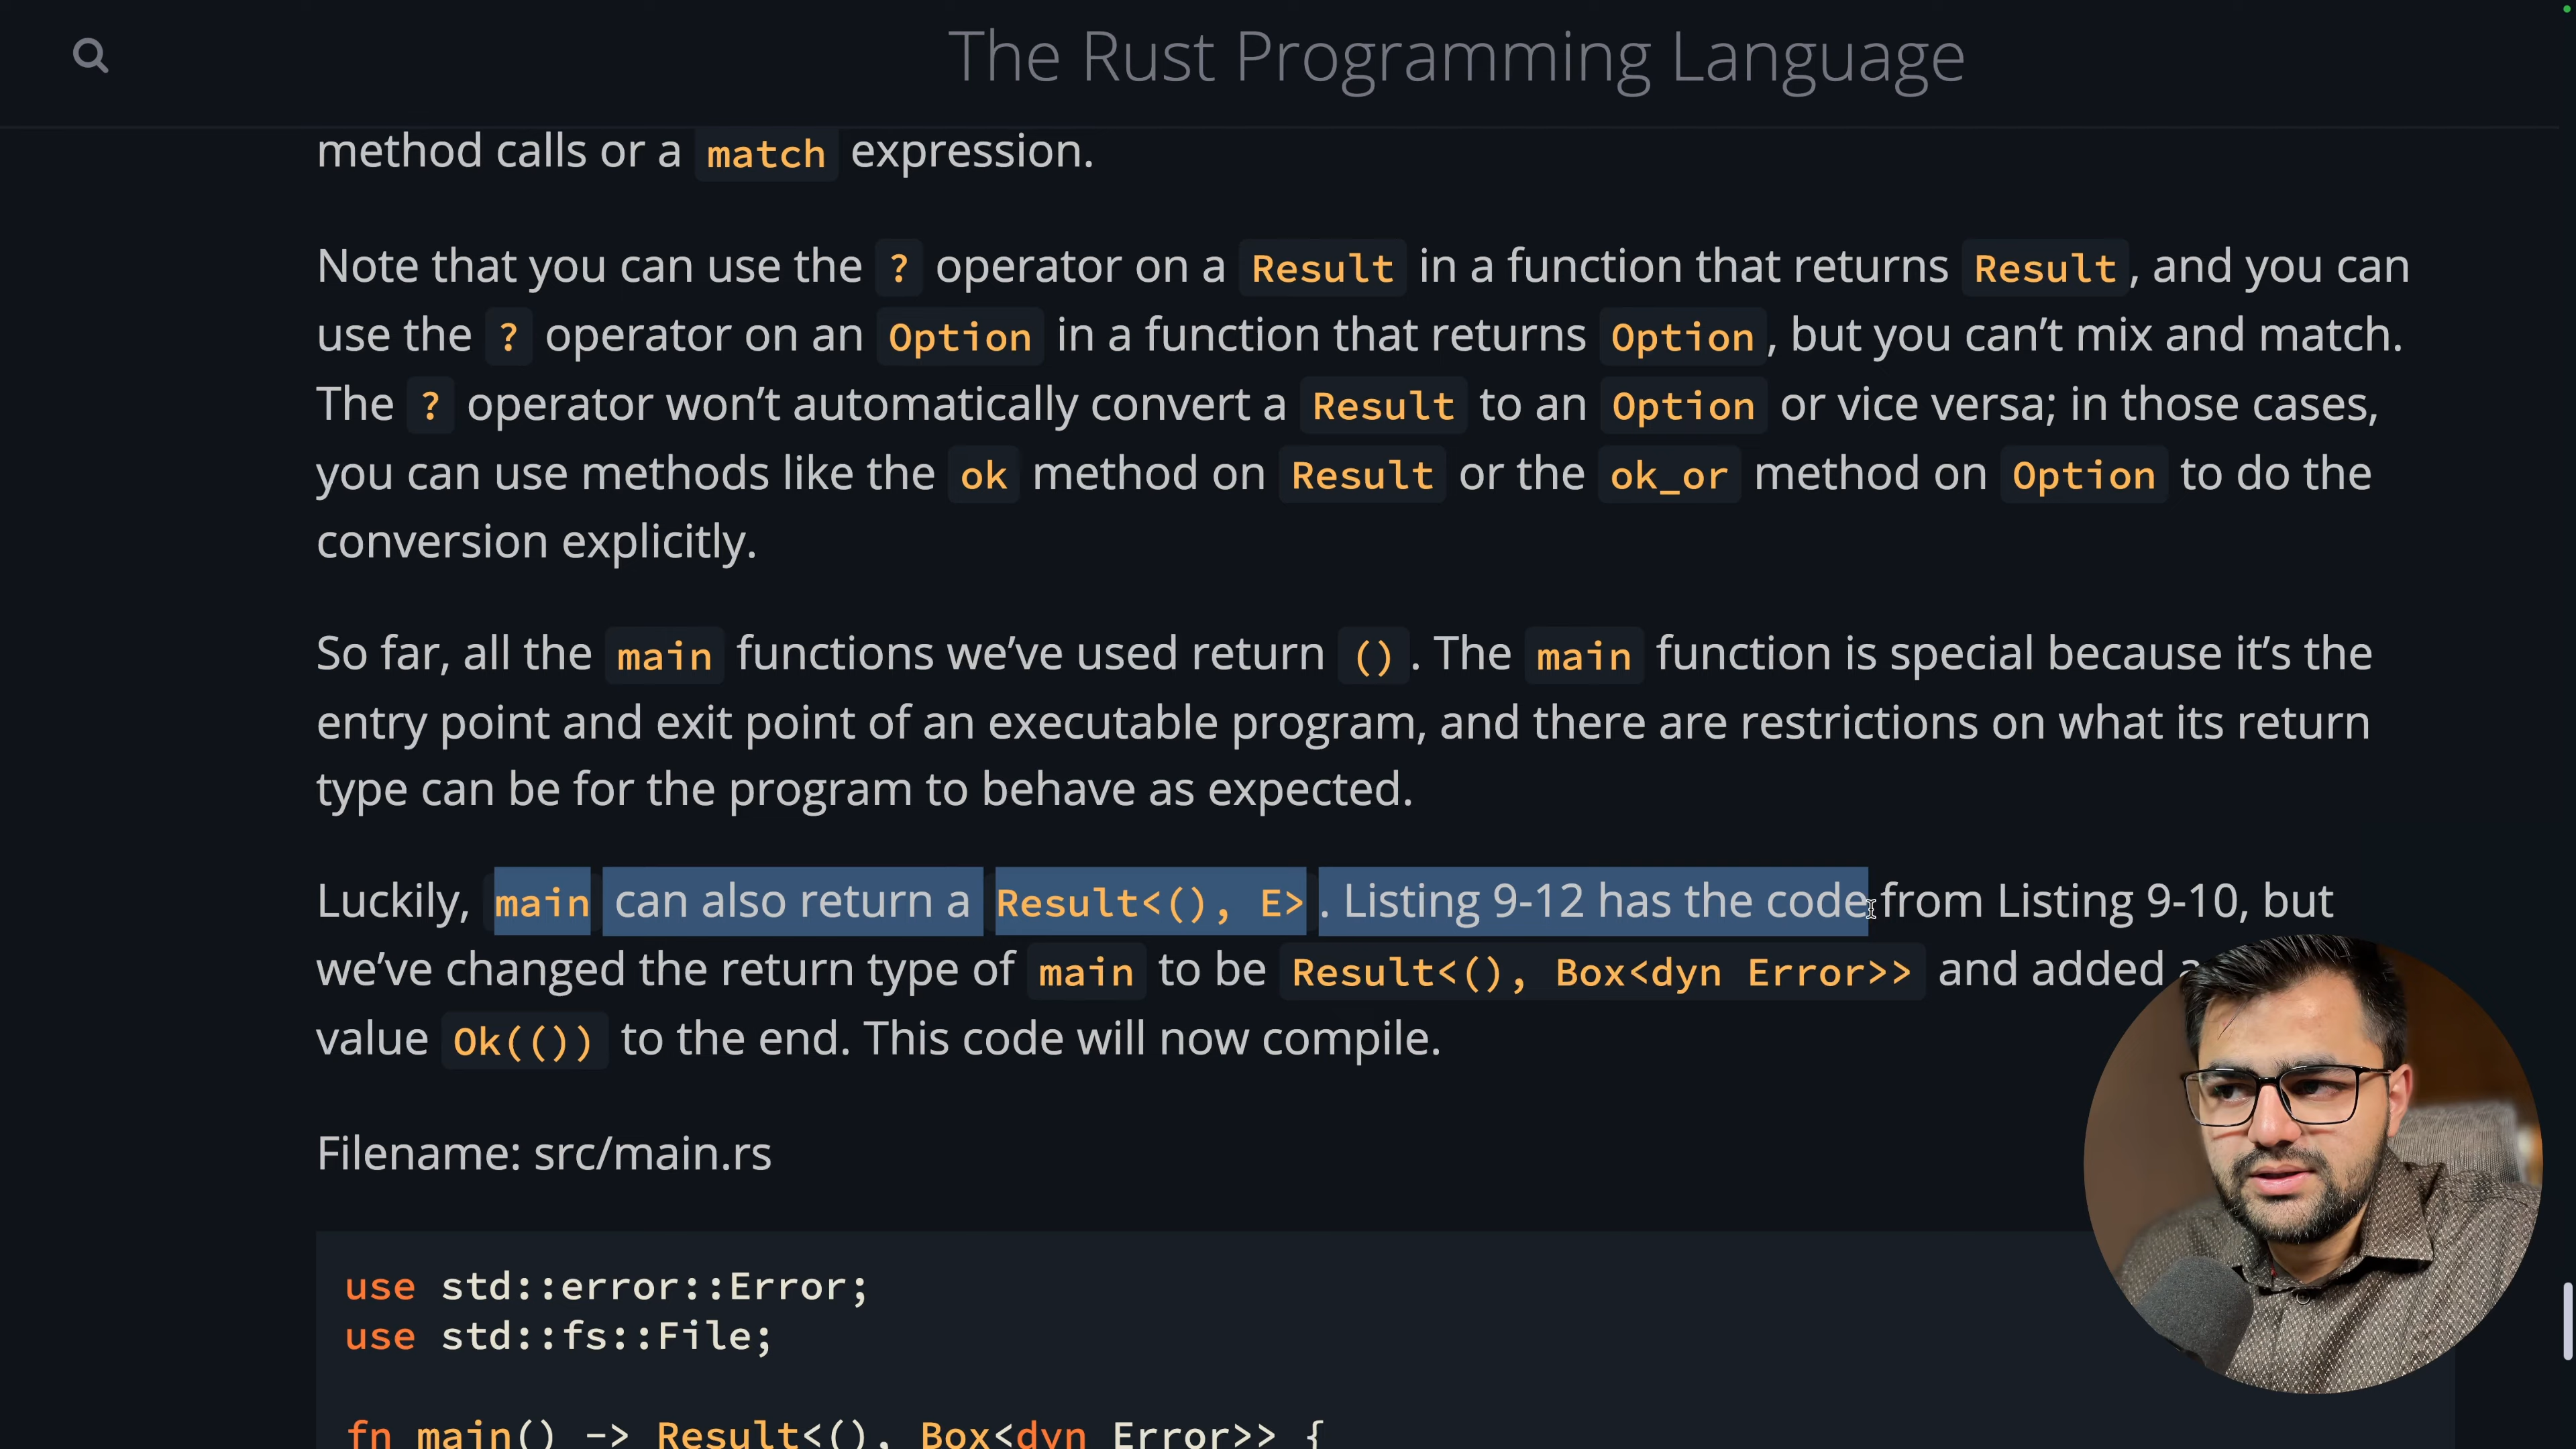 The Rust Programming Language
method calls or a match expression.
Note that you can use the ? operator on a Result in a function that returns Result, and you can
use the ? operator on an Option in a function that returns Option, but you can’t mix and match.
The ? operator won’t automatically convert a Result to an Option or vice versa; in those cases,
you can use methods like the ok method on Result or the ok_or method on Option to do the
conversion explicitly.
So far, all the main functions we’ve used return (). The main function is special because it’s the
entry point and exit point of an executable program, and there are restrictions on what its return
type can be for the program to behave as expected.
Luckily, main can also return a Result<(), E>. Listing 9-12 has the code from Listing 9-10, but
we’ve changed the return type of main to be Result<(), Box<dyn Error>> and added
value Ok(()) to the end. This code will now compile.
Filename: src/main.rs
use std::error::Error;
use std::fs::File;
fn main() -> Result<(), Box<dyn Error>> {